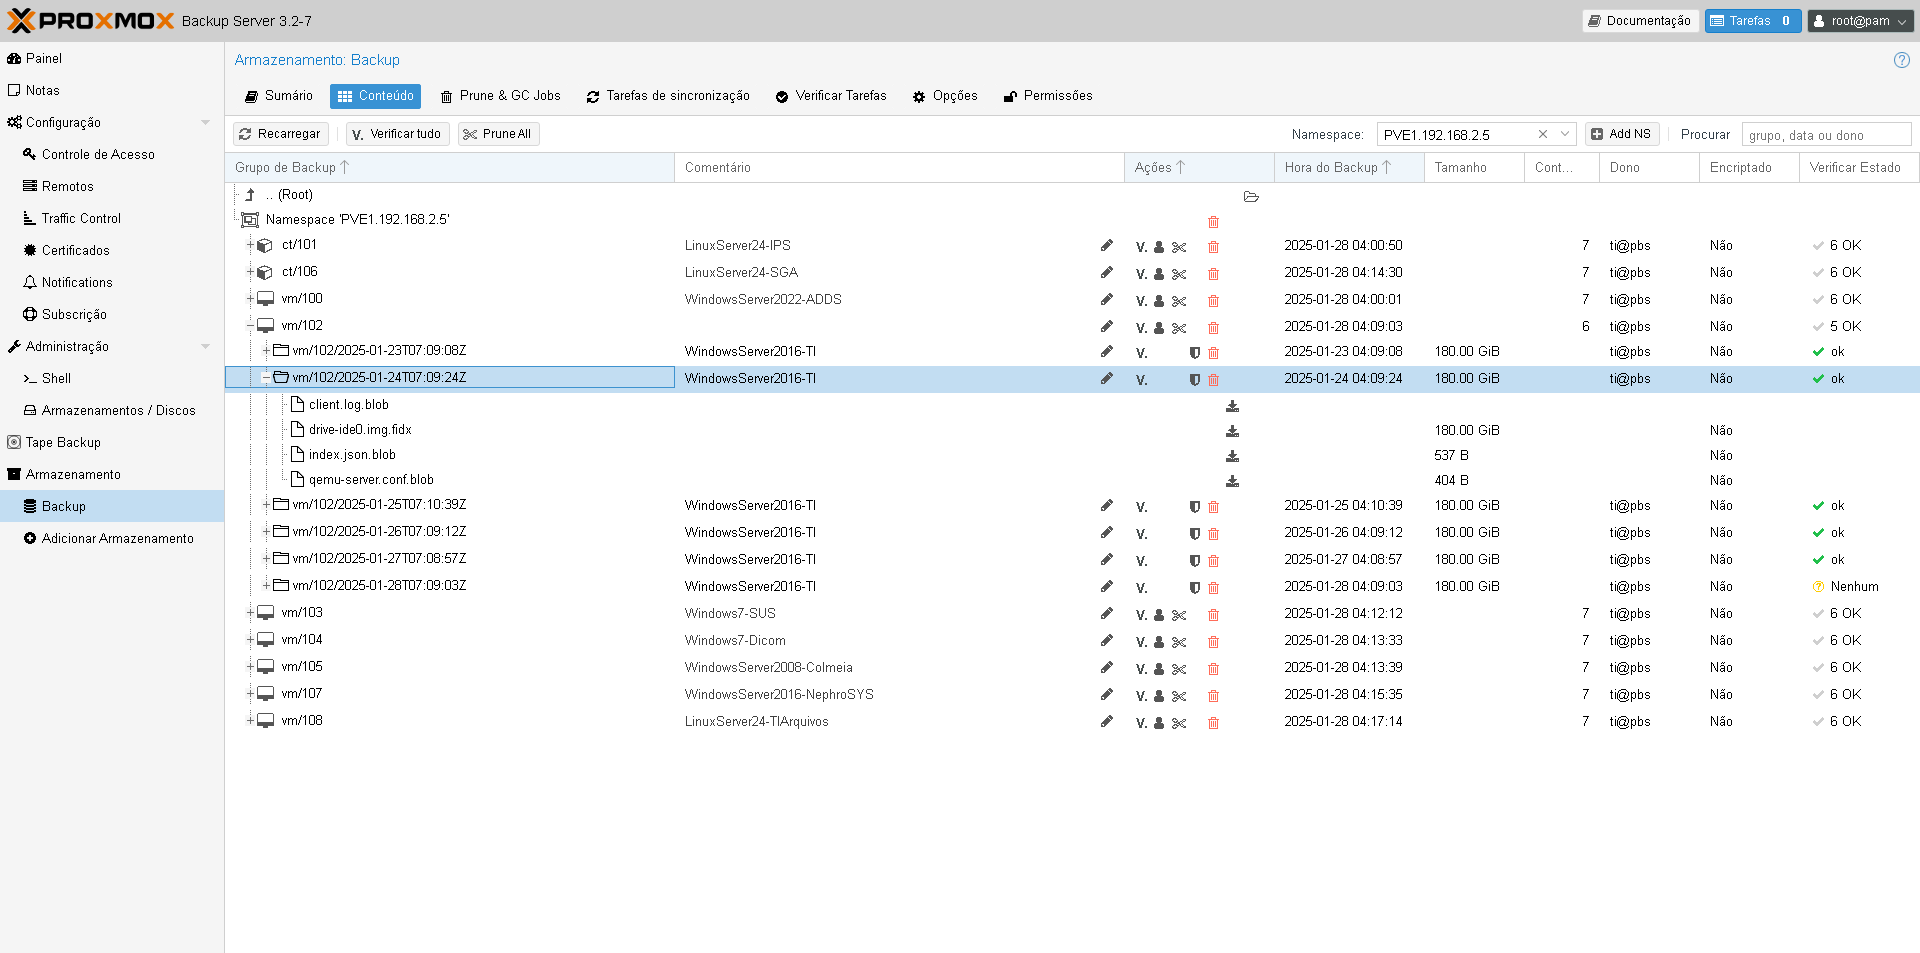 PROXMOX Backup Server 3.2-7 Documentação Tarefas 0 root@pam
Painel
Notas
Configuração
Controle de Acesso
Remotos
Traffic Control
Certificados
Notifications
Subscrição
Administração
Shell
Armazenamentos / Discos
Tape Backup
Armazenamento
Backup
Adicionar Armazenamento
Armazenamento: Backup
Sumário Conteúdo Prune & GC Jobs Tarefas de sincronização Verificar Tarefas Opções Permissões
Recarregar V. Verificar tudo Prune All Namespace: PVE1.192.168.2.5 Add NS Procurar grupo, data ou dono
Grupo de Backup Comentário Ações Hora do Backup Tamanho Cont... Dono Encriptado Verificar Estado
.. (Root)
Namespace 'PVE1.192.168.2.5'
ct/101 LinuxServer24-IPS V. 2025-01-28 04:00:50 7 ti@pbs Não 6 OK
ct/106 LinuxServer24-SGA V. 2025-01-28 04:14:30 7 ti@pbs Não 6 OK
vm/100 WindowsServer2022-ADDS V. 2025-01-28 04:00:01 7 ti@pbs Não 6 OK
vm/102 V. 2025-01-28 04:09:03 6 ti@pbs Não 5 OK
vm/102/2025-01-23T07:09:08Z WindowsServer2016-TI V. 2025-01-23 04:09:08 180.00 GiB ti@pbs Não ok
vm/102/2025-01-24T07:09:24Z WindowsServer2016-TI V. 2025-01-24 04:09:24 180.00 GiB ti@pbs Não ok
client.log.blob
drive-ide0.img.fidx 180.00 GiB Não
index.json.blob 537 B Não
qemu-server.conf.blob 404 B Não
vm/102/2025-01-25T07:10:39Z WindowsServer2016-TI V. 2025-01-25 04:10:39 180.00 GiB ti@pbs Não ok
vm/102/2025-01-26T07:09:12Z WindowsServer2016-TI V. 2025-01-26 04:09:12 180.00 GiB ti@pbs Não ok
vm/102/2025-01-27T07:08:57Z WindowsServer2016-TI V. 2025-01-27 04:08:57 180.00 GiB ti@pbs Não ok
vm/102/2025-01-28T07:09:03Z WindowsServer2016-TI V. 2025-01-28 04:09:03 180.00 GiB ti@pbs Não Nenhum
vm/103 Windows7-SUS V. 2025-01-28 04:12:12 7 ti@pbs Não 6 OK
vm/104 Windows7-Dicom V. 2025-01-28 04:13:33 7 ti@pbs Não 6 OK
vm/105 WindowsServer2008-Colmeia V. 2025-01-28 04:13:39 7 ti@pbs Não 6 OK
vm/107 WindowsServer2016-NephroSYS V. 2025-01-28 04:15:35 7 ti@pbs Não 6 OK
vm/108 LinuxServer24-TIArquivos V. 2025-01-28 04:17:14 7 ti@pbs Não 6 OK